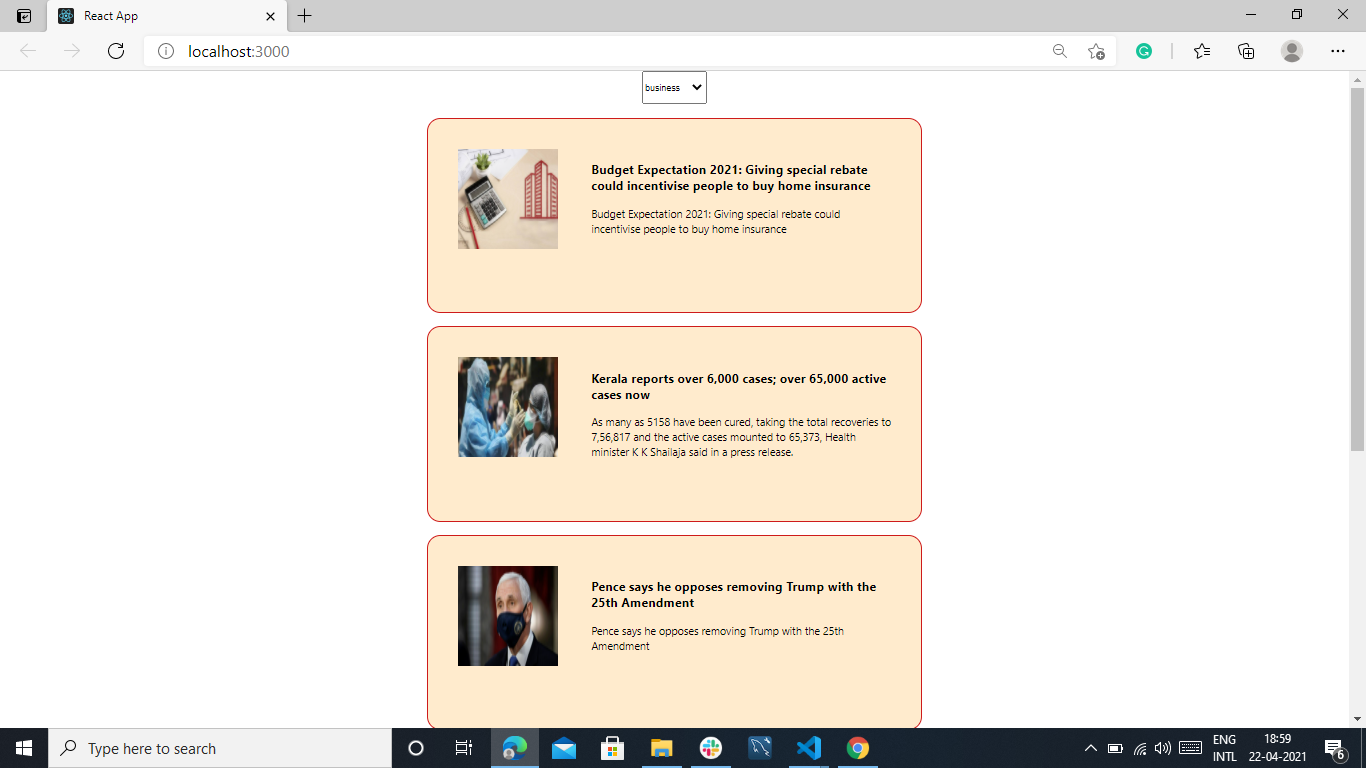 React App
localhost:3000
business
Budget Expectation 2021: Giving special rebate
could incentivise people to buy home insurance
Budget Expectation 2021: Giving special rebate could
incentivise people to buy home insurance
Kerala reports over 6,000 cases; over 65,000 active
cases now
As many as 5158 have been cured, taking the total recoveries to
7,56,817 and the active cases mounted to 65,373, Health
minister K K Shailaja said in a press release.
Pence says he opposes removing Trump with the
25th Amendment
Pence says he opposes removing Trump with the 25th
Amendment
Type here to search
ENG
INTL
18:59
22-04-2021
6